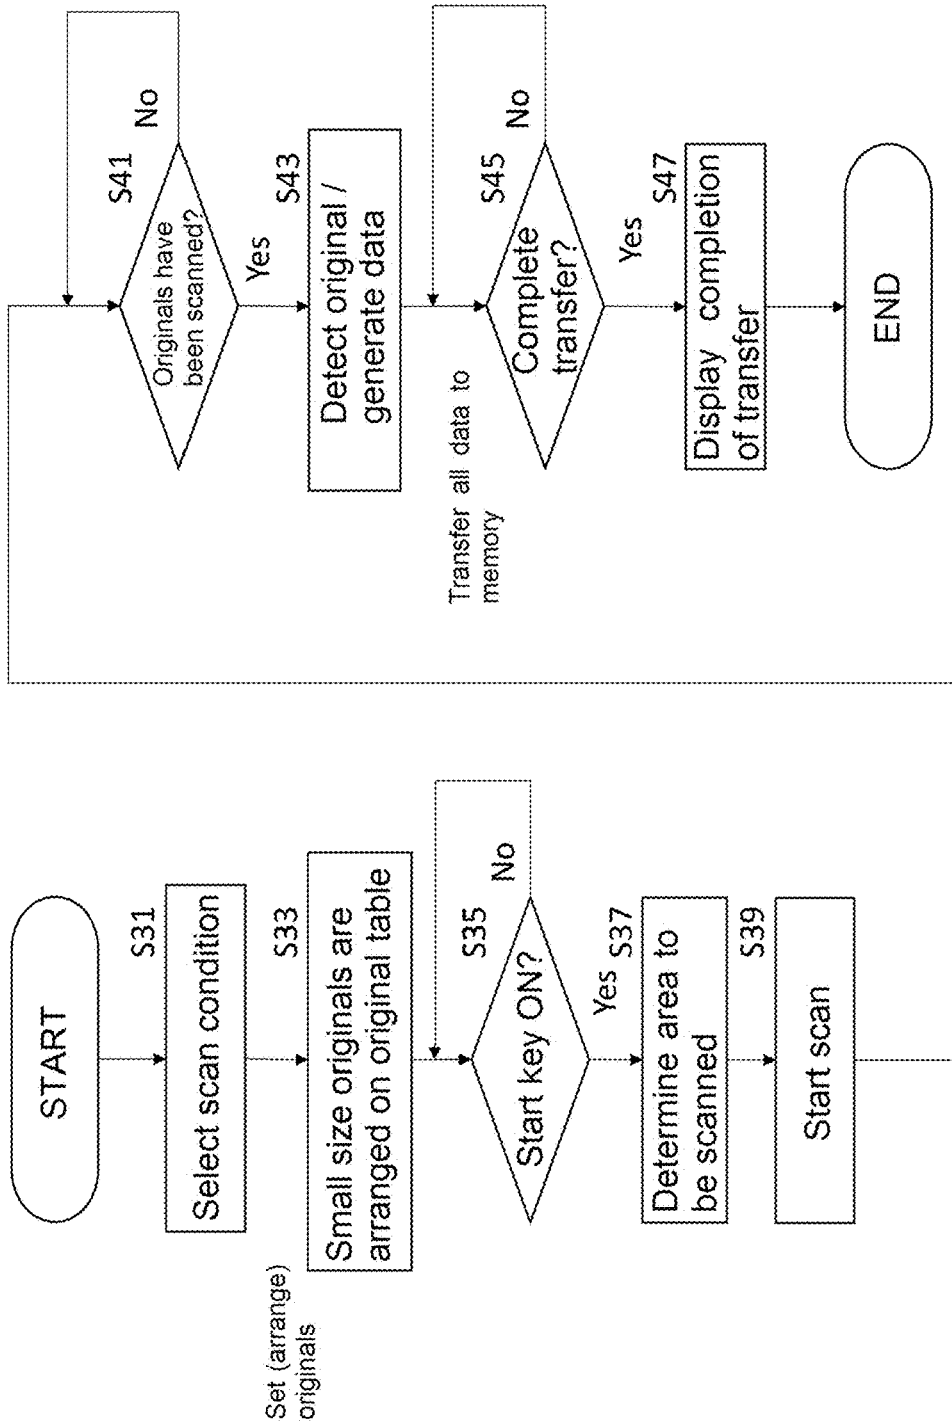 START
S31
Select scan condition
S33
Set (arrange)
originals
Small size originals are
arranged on original table
S35
Start key ON?
No
Yes
S37
Determine area to
be scanned
S39
Start scan
S41
Originals have
been scanned?
No
Yes
S43
Detect original /
generate data
Transfer all data to
memory
S45
Complete
transfer?
No
Yes
S47
Display completion
of transfer
END